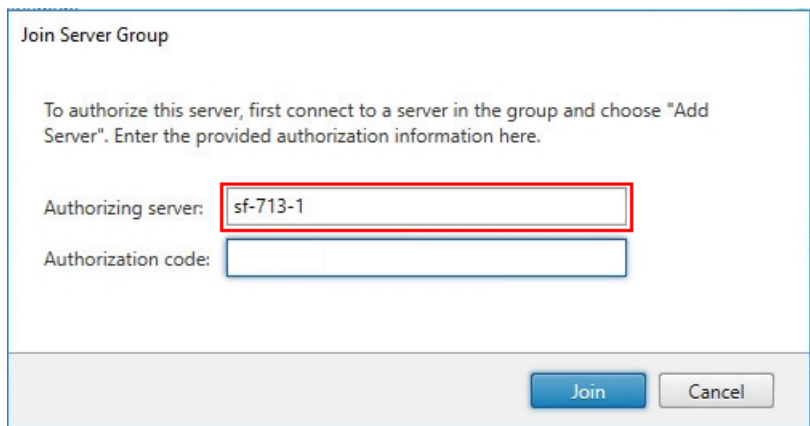 Join Server Group
To authorize this server, first connect to a server in the group and choose "Add
Server". Enter the provided authorization information here.
Authorizing server: sf-713-1
Authorization code:
Join Cancel